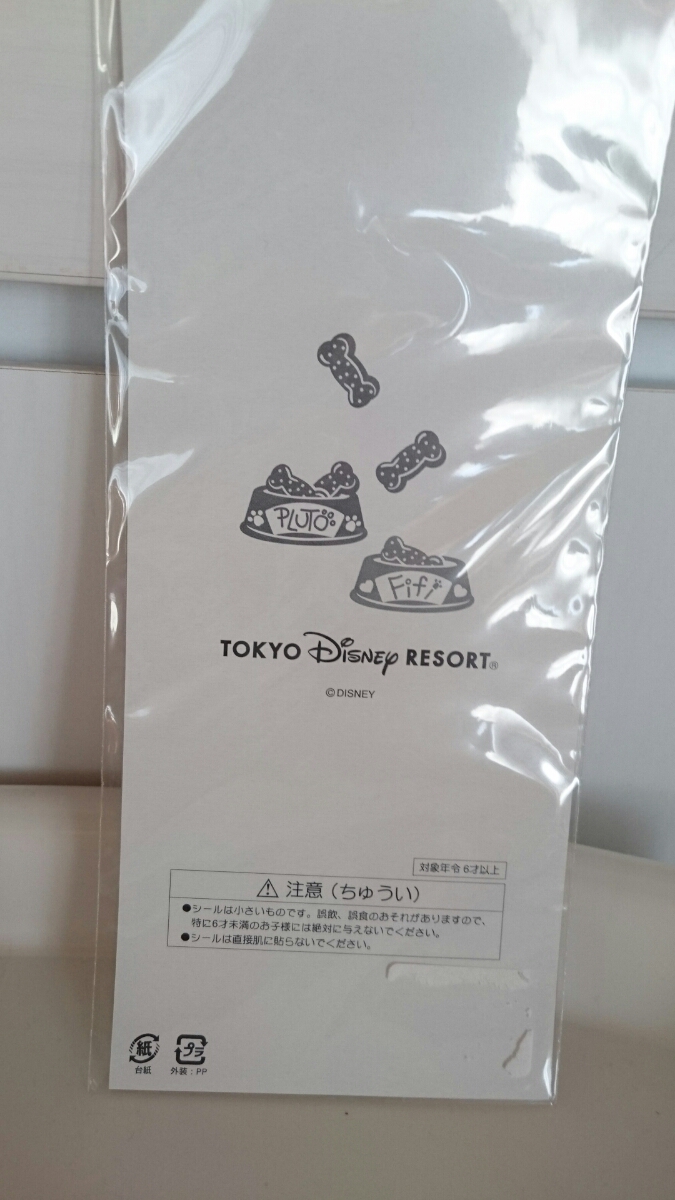 PLUTO
Fifi
TOKYO DISNEY RESORT®
©DISNEY
対象年令 6才以上
⚠ 注意（ちゅうい）
●シールは小さいものです。誤飲、誤食のおそれがありますので、
特に6才未満のお子様には絶対に与えないでください。
●シールは直接肌に貼らないでください。
紙 プラ
台紙 外装：PP